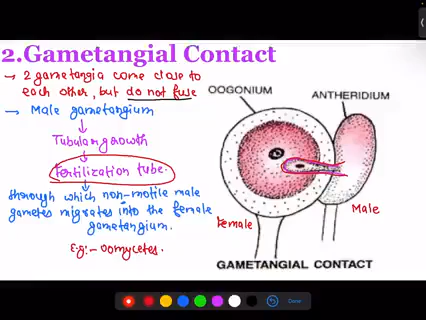 2.Gametangial Contact
→ 2 gametangia come close to
each other, but do not fuse
→ Male gametangium
Tubular growth
Fertilization tube.
through which non-motile male
gametes migrates into the female
gametangium.
Eg:- Oomycetes.
OOGONIUM
ANTHERIDIUM
Female
Male
GAMETANGIAL CONTACT
Done